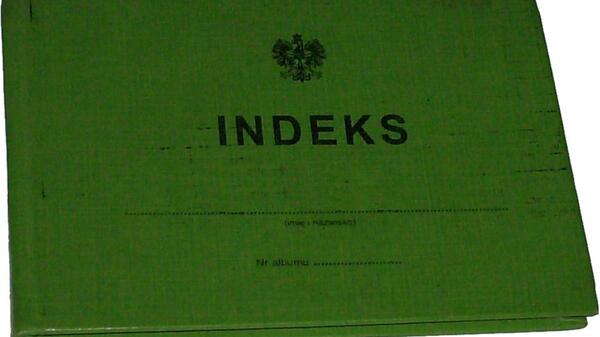 INDEKS
................................................................................
(imię i nazwisko)
Nr albumu ..............................